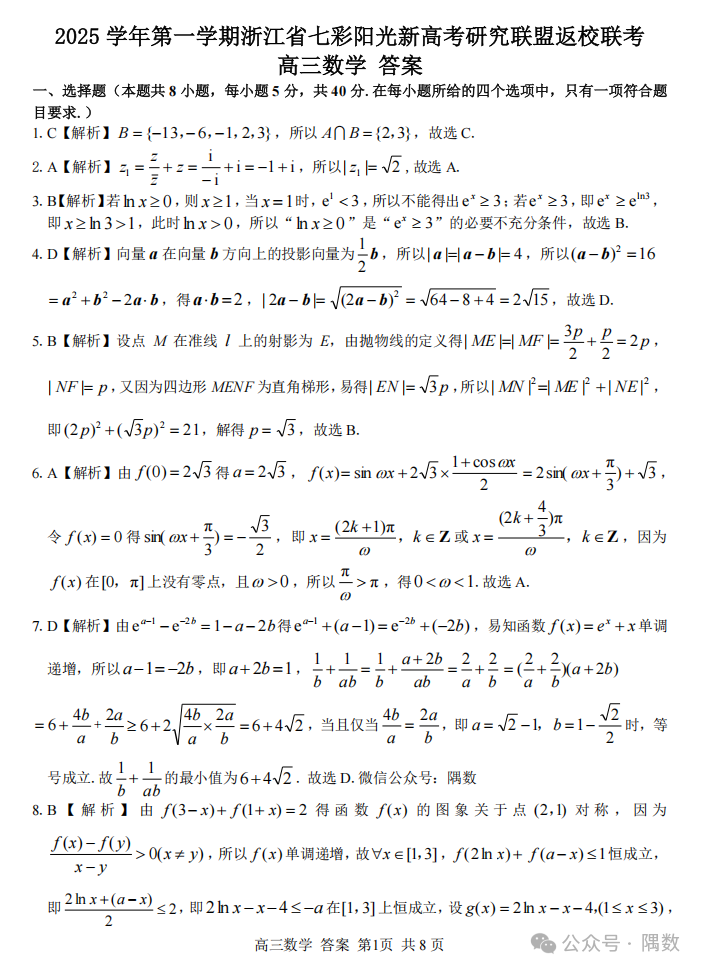 2025 学年第一学期浙江省七彩阳光新高考研究联盟返校联考
高三数学 答案
一、选择题（本题共 8 小题，每小题 5 分，共 40 分. 在每小题所给的四个选项中，只有一项符合题
目要求.）
1. C【解析】B = {−13,−6,−1,2,3}，所以 A⋂B = {2,3}，故选 C.
2. A【解析】z₁ = z/z̅ + z = i/(−i) + i = −1 + i，所以 | z₁ |= √2 , 故选 A.
3. B【解析】若 ln x ≥ 0，则 x ≥ 1，当 x = 1 时，e¹ < 3，所以不能得出 eˣ ≥ 3；若 eˣ ≥ 3，即 eˣ ≥ e^(ln3)，
即 x ≥ ln 3 > 1，此时 ln x > 0，所以“ ln x ≥ 0 ”是“ eˣ ≥ 3 ”的必要不充分条件，故选 B.
4. D【解析】向量 a 在向量 b 方向上的投影向量为 1/2 b，所以 | a |=| a − b |= 4，所以 (a − b)² = 16
= a² + b² − 2a · b，得 a · b = 2，| 2a − b |= √((2a − b)²) = √(64 − 8 + 4) = 2√15，故选 D.
5. B【解析】设点 M 在准线 l 上的射影为 E，由抛物线的定义得 | ME |=| MF |= 3p/2 + p/2 = 2p，
| NF |= p，又因为四边形 MENF 为直角梯形，易得 | EN |= √3p，所以 | MN |²=| ME |² + | NE |²，
即 (2p)² + (√3p)² = 21，解得 p = √3，故选 B.
6. A【解析】由 f(0) = 2√3 得 a = 2√3，f(x) = sin ωx + 2√3 × (1 + cos ωx)/2 = 2sin(ωx + π/3) + √3，
令 f(x) = 0 得 sin(ωx + π/3) = −√3/2，即 x = (2k + 1)π/ω，k ∈ Z 或 x = (2k + 4/3)π/ω，k ∈ Z，因为
f(x) 在 [0，π] 上没有零点，且 ω > 0，所以 π/ω > π，得 0 < ω < 1. 故选 A.
7. D【解析】由 e^(a−1) − e^(−2b) = 1 − a − 2b 得 e^(a−1) + (a − 1) = e^(−2b) + (−2b)，易知函数 f(x) = eˣ + x 单调
递增，所以 a − 1 = −2b，即 a + 2b = 1，1/b + 1/ab = 1/b + (a + 2b)/ab = 2/a + 2/b = (2/a + 2/b)(a + 2b)
= 6 + 4b/a + 2a/b ≥ 6 + 2√(4b/a × 2a/b) = 6 + 4√2，当且仅当 4b/a = 2a/b，即 a = √2 − 1，b = 1 − √2/2 时，等
号成立. 故 1/b + 1/ab 的最小值为 6 + 4√2 . 故选 D. 微信公众号：隅数
8. B【解析】由 f(3 − x) + f(1 + x) = 2 得函数 f(x) 的图象关于点 (2,1) 对称，因为
(f(x) − f(y))/(x − y) > 0(x ≠ y)，所以 f(x) 单调递增，故 ∀x ∈ [1,3]，f(2 ln x) + f(a − x) ≤ 1 恒成立，
即 (2 ln x + (a − x))/2 ≤ 2，即 2 ln x − x − 4 ≤ −a 在 [1,3] 上恒成立，设 g(x) = 2 ln x − x − 4,(1 ≤ x ≤ 3)，
高三数学 答案 第1页 共 8 页
公众号 · 隅数